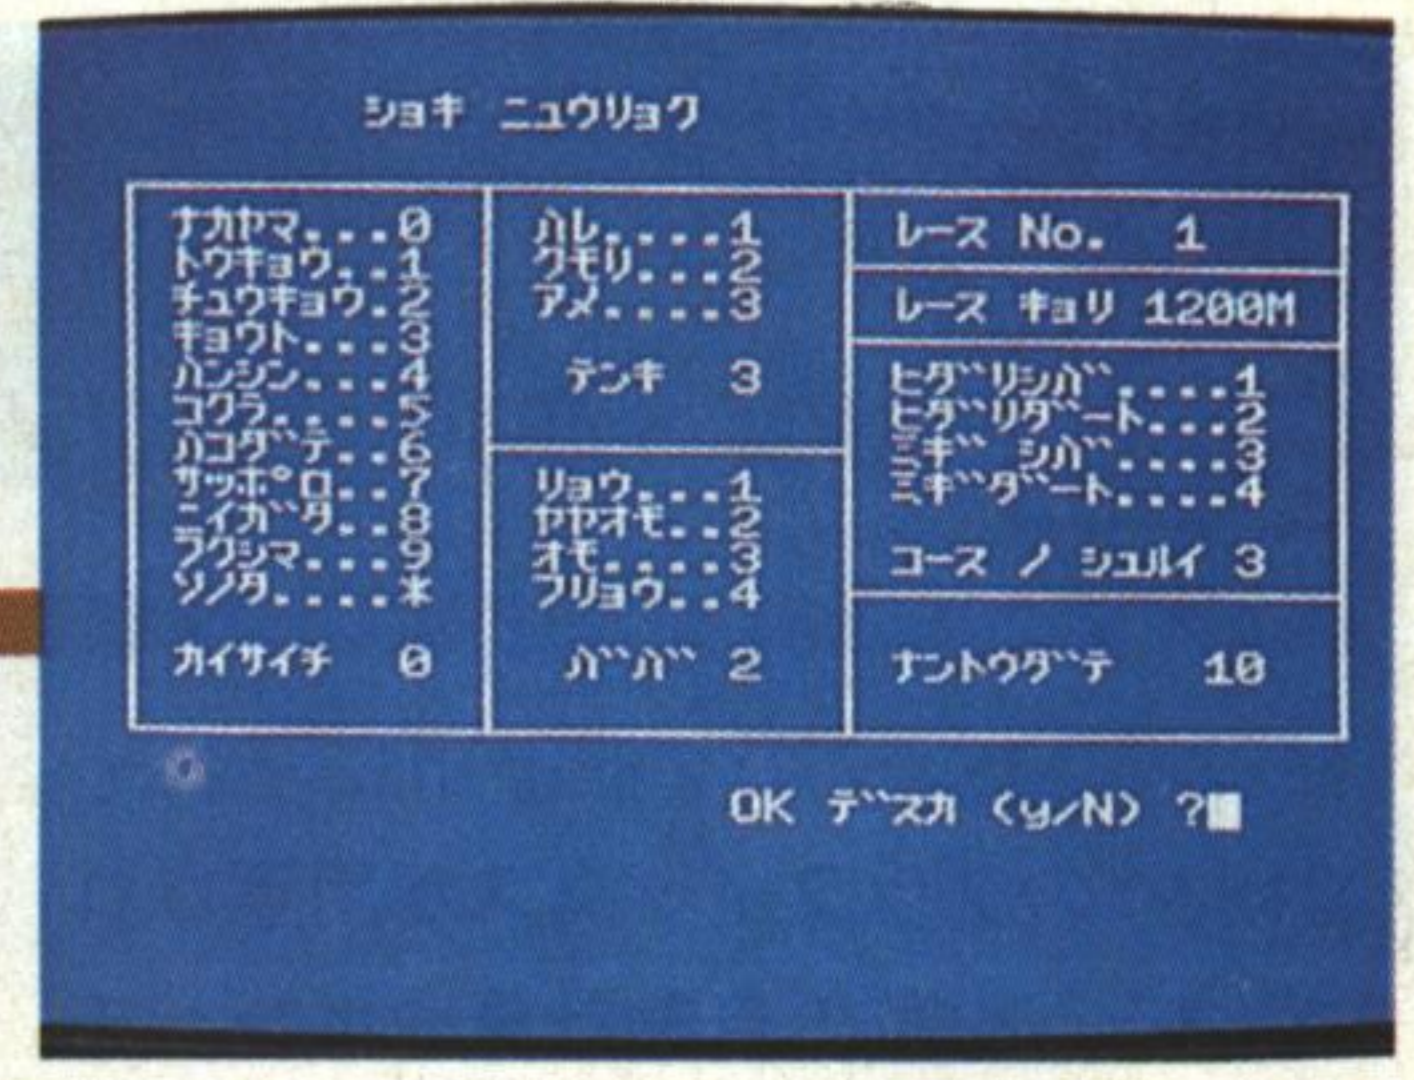 ショキ ニュウリョク
ナカヤマ...0
トウキョウ..1
チュウキョウ.2
キョウト...3
ハンシン...4
コクラ....5
ハコダテ..6
サッポロ..7
ニイガタ..8
フクシマ...9
ソノタ....*
カイサイチ 0
ハレ....1
クモリ...2
アメ....3
テンキ 3
リョウ...1
ヤヤオモ..2
オモ.....3
フリョウ..4
ババ 2
レース No. 1
レース キョリ 1200M
ヒダリシバ....1
ヒダリダート...2
ミギ シバ....3
ミギダート....4
コース ノ シュルイ 3
ナントウダテ 10
OK デスカ (y/N) ?